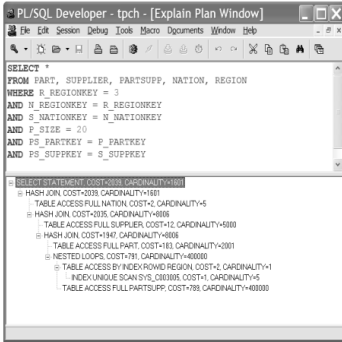 PL/SQL Developer - tpch - [Explain Plan Window]
File Edit Session Debug Tools Macro Documents Window Help
SELECT *
FROM PART, SUPPLIER, PARTSUPP, NATION, REGION
WHERE R_REGIONKEY = 3
AND N_REGIONKEY = R_REGIONKEY
AND S_NATIONKEY = N_NATIONKEY
AND P_SIZE = 20
AND PS_PARTKEY = P_PARTKEY
AND PS_SUPPKEY = S_SUPPKEY
SELECT STATEMENT, COST=2039, CARDINALITY=1601
HASH JOIN, COST=2039, CARDINALITY=1601
TABLE ACCESS FULL NATION, COST=2, CARDINALITY=5
HASH JOIN, COST=2035, CARDINALITY=8006
TABLE ACCESS FULL SUPPLIER, COST=12, CARDINALITY=5000
HASH JOIN, COST=1947, CARDINALITY=8006
TABLE ACCESS FULL PART, COST=183, CARDINALITY=2001
NESTED LOOPS, COST=791, CARDINALITY=400000
TABLE ACCESS BY INDEX ROWID REGION, COST=2, CARDINALITY=1
INDEX UNIQUE SCAN SYS_C003005, COST=1, CARDINALITY=5
TABLE ACCESS FULL PARTSUPP, COST=789, CARDINALITY=400000